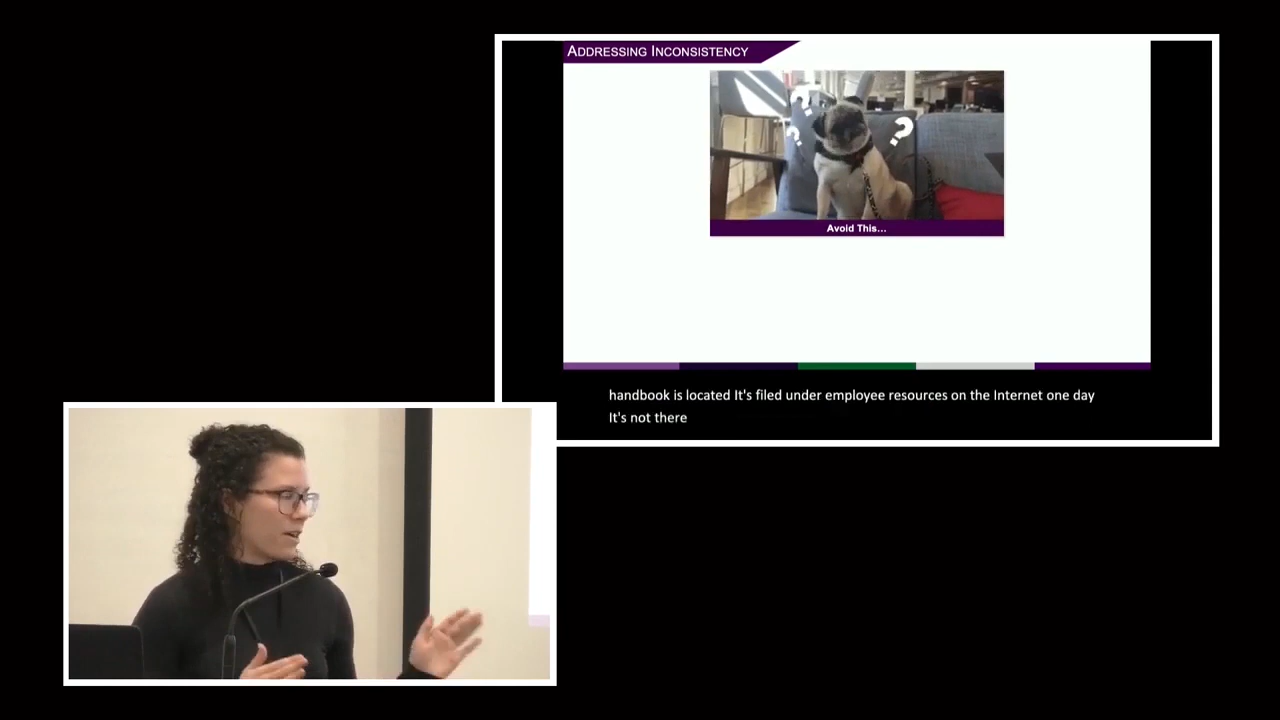 ADDRESSING INCONSISTENCY
? ? ?
Avoid This...
handbook is located It's filed under employee resources on the Internet one day
It's not there